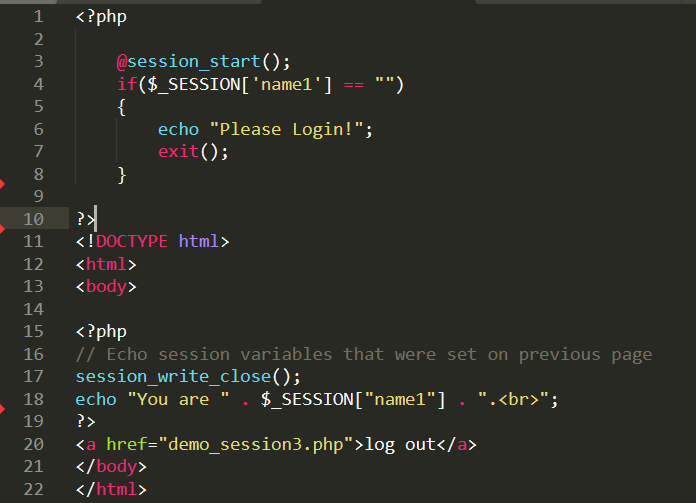 1 <?php
2
3 @session_start();
4 if($_SESSION['name1'] == "")
5 {
6 echo "Please Login!";
7 exit();
8 }
9
10 ?>
11 <!DOCTYPE html>
12 <html>
13 <body>
14
15 <?php
16 // Echo session variables that were set on previous page
17 session_write_close();
18 echo "You are " . $_SESSION["name1"] . ".<br>";
19 ?>
20 <a href="demo_session3.php">log out</a>
21 </body>
22 </html>